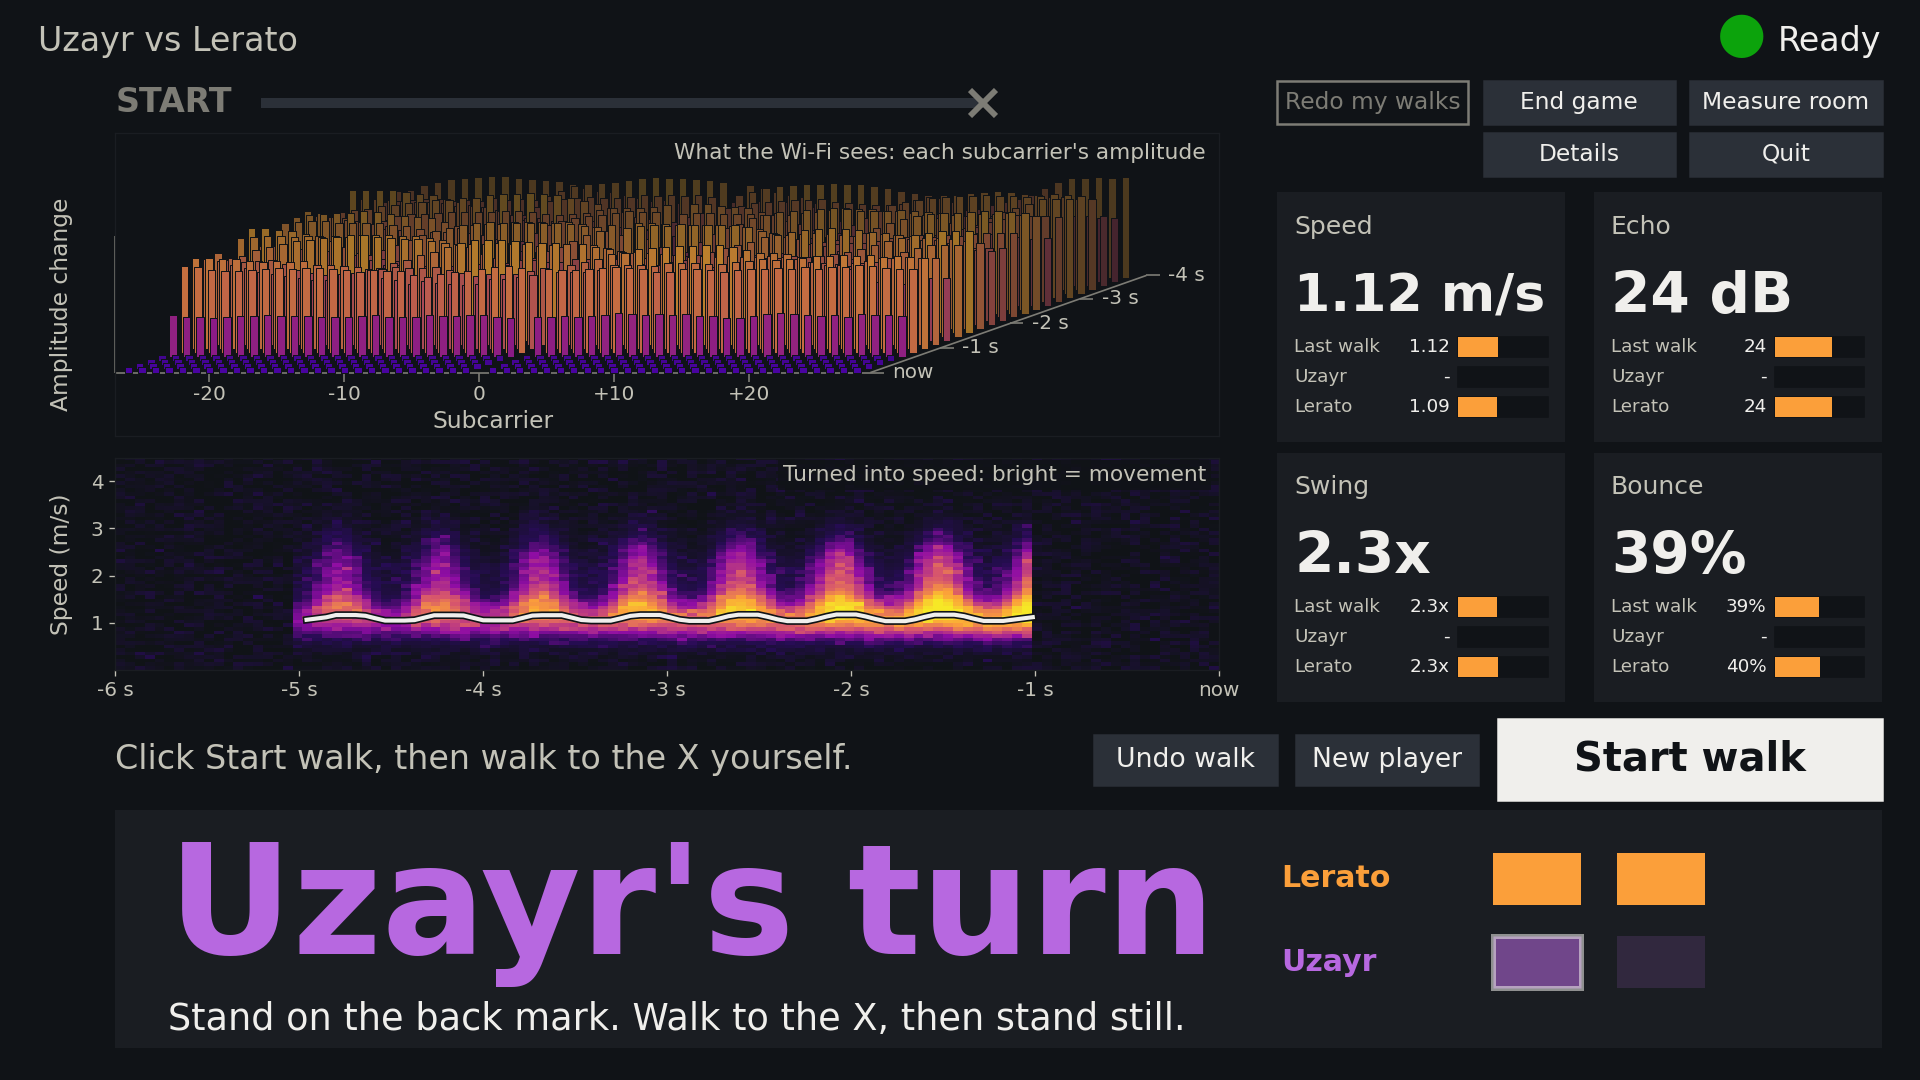 Uzayr vs Lerato
Ready
START
Redo my walks
End game
Measure room
Details
Quit
What the Wi-Fi sees: each subcarrier's amplitude
Amplitude change
-4 s
-3 s
-2 s
-1 s
now
-20
-10
0
+10
+20
Subcarrier
Turned into speed: bright = movement
Speed (m/s)
4
3
2
1
-6 s
-5 s
-4 s
-3 s
-2 s
-1 s
now
Speed
1.12 m/s
Last walk 1.12
Uzayr -
Lerato 1.09
Echo
24 dB
Last walk 24
Uzayr -
Lerato 24
Swing
2.3x
Last walk 2.3x
Uzayr -
Lerato 2.3x
Bounce
39%
Last walk 39%
Uzayr -
Lerato 40%
Click Start walk, then walk to the X yourself.
Undo walk
New player
Start walk
Uzayr's turn
Stand on the back mark. Walk to the X, then stand still.
Lerato
Uzayr